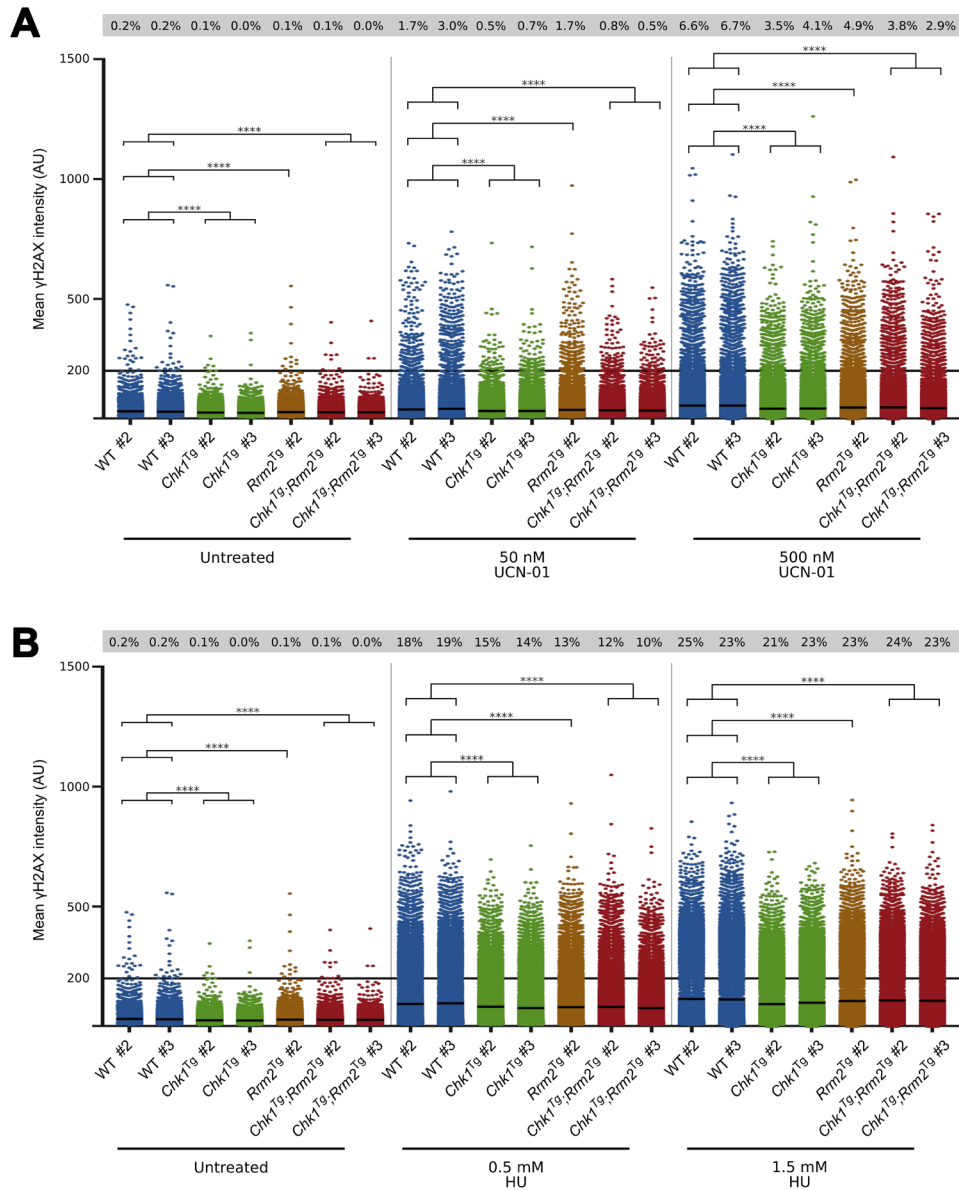 A
0.2% 0.2% 0.1% 0.1% 0.1% 0.1% 0.0% 1.7% 3.0% 0.5% 0.7% 1.7% 0.8% 0.5% 6.6% 6.7% 3.5% 4.1% 4.9% 3.8% 2.9%
Mean γH2AX intensity (AU)
1500
1000
500
200
**** **** ****
**** **** ****
**** **** ****
WT #2 WT #3 Chk1Tg #2 Chk1Tg #3 Rrm2Tg #2 Chk1Tg;Rrm2Tg #2 Chk1Tg;Rrm2Tg #3 WT #2 WT #3 Chk1Tg #2 Chk1Tg #3 Rrm2Tg #2 Chk1Tg;Rrm2Tg #2 Chk1Tg;Rrm2Tg #3 WT #2 WT #3 Chk1Tg #2 Chk1Tg #3 Rrm2Tg #2 Chk1Tg;Rrm2Tg #2 Chk1Tg;Rrm2Tg #3
Untreated 50 nM 500 nM
UCN-01 UCN-01
B
0.2% 0.2% 0.1% 0.0% 0.1% 0.1% 0.0% 18% 19% 15% 14% 13% 12% 10% 25% 23% 21% 23% 23% 24% 23%
Mean γH2AX intensity (AU)
1500
1000
500
200
**** **** ****
**** **** ****
**** **** ****
WT #2 WT #3 Chk1Tg #2 Chk1Tg #3 Rrm2Tg #2 Chk1Tg;Rrm2Tg #2 Chk1Tg;Rrm2Tg #3 WT #2 WT #3 Chk1Tg #2 Chk1Tg #3 Rrm2Tg #2 Chk1Tg;Rrm2Tg #2 Chk1Tg;Rrm2Tg #3 WT #2 WT #3 Chk1Tg #2 Chk1Tg #3 Rrm2Tg #2 Chk1Tg;Rrm2Tg #2 Chk1Tg;Rrm2Tg #3
Untreated 0.5 mM 1.5 mM
HU HU